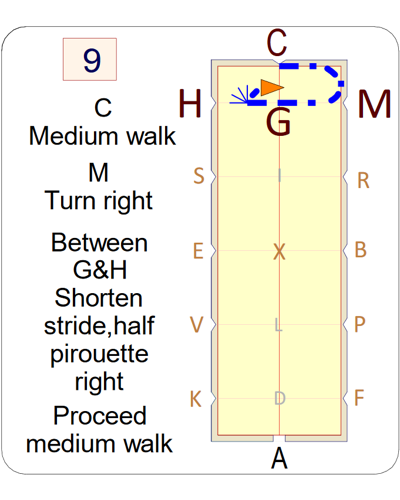 9
C
Medium walk
M
Turn right
Between
G&H
Shorten
stride,half
pirouette
right
Proceed
medium walk
C
H
M
G
S
I
R
E
X
B
V
L
P
K
D
F
A